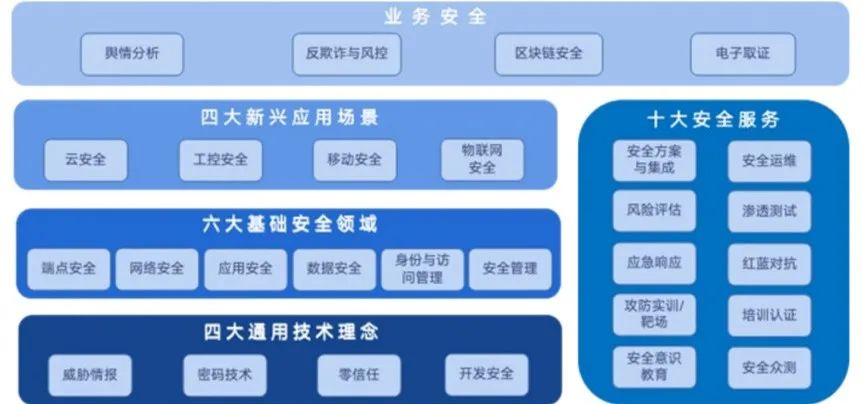 业务安全
舆情分析
反欺诈与风控
区块链安全
电子取证
四大新兴应用场景
云安全
工控安全
移动安全
物联网
安全
六大基础安全领域
端点安全
网络安全
应用安全
数据安全
身份与访
问管理
安全管理
四大通用技术理念
威胁情报
密码技术
零信任
开发安全
十大安全服务
安全方案
与集成
安全运维
风险评估
渗透测试
应急响应
红蓝对抗
攻防实训/
靶场
培训认证
安全意识
教育
安全众测